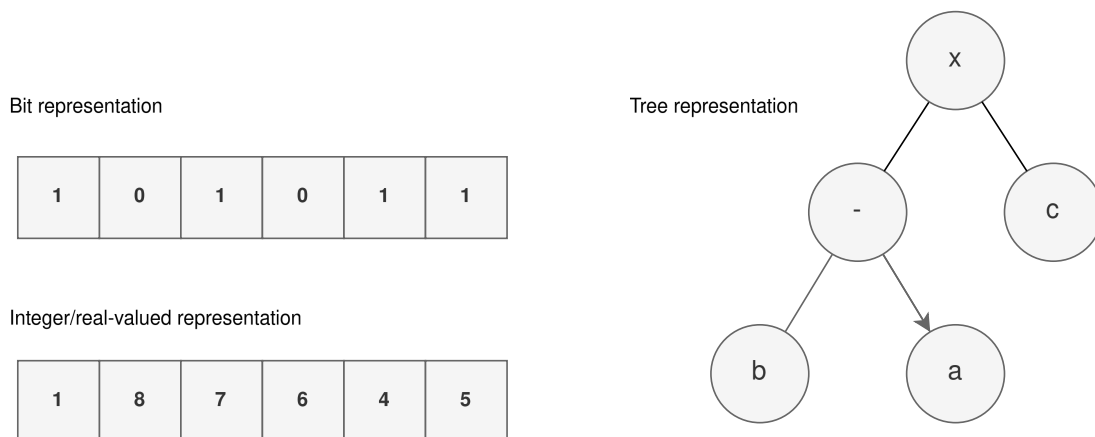 Bit representation
1 0 1 0 1 1
Integer/real-valued representation
1 8 7 6 4 5
Tree representation
x
- c
b a